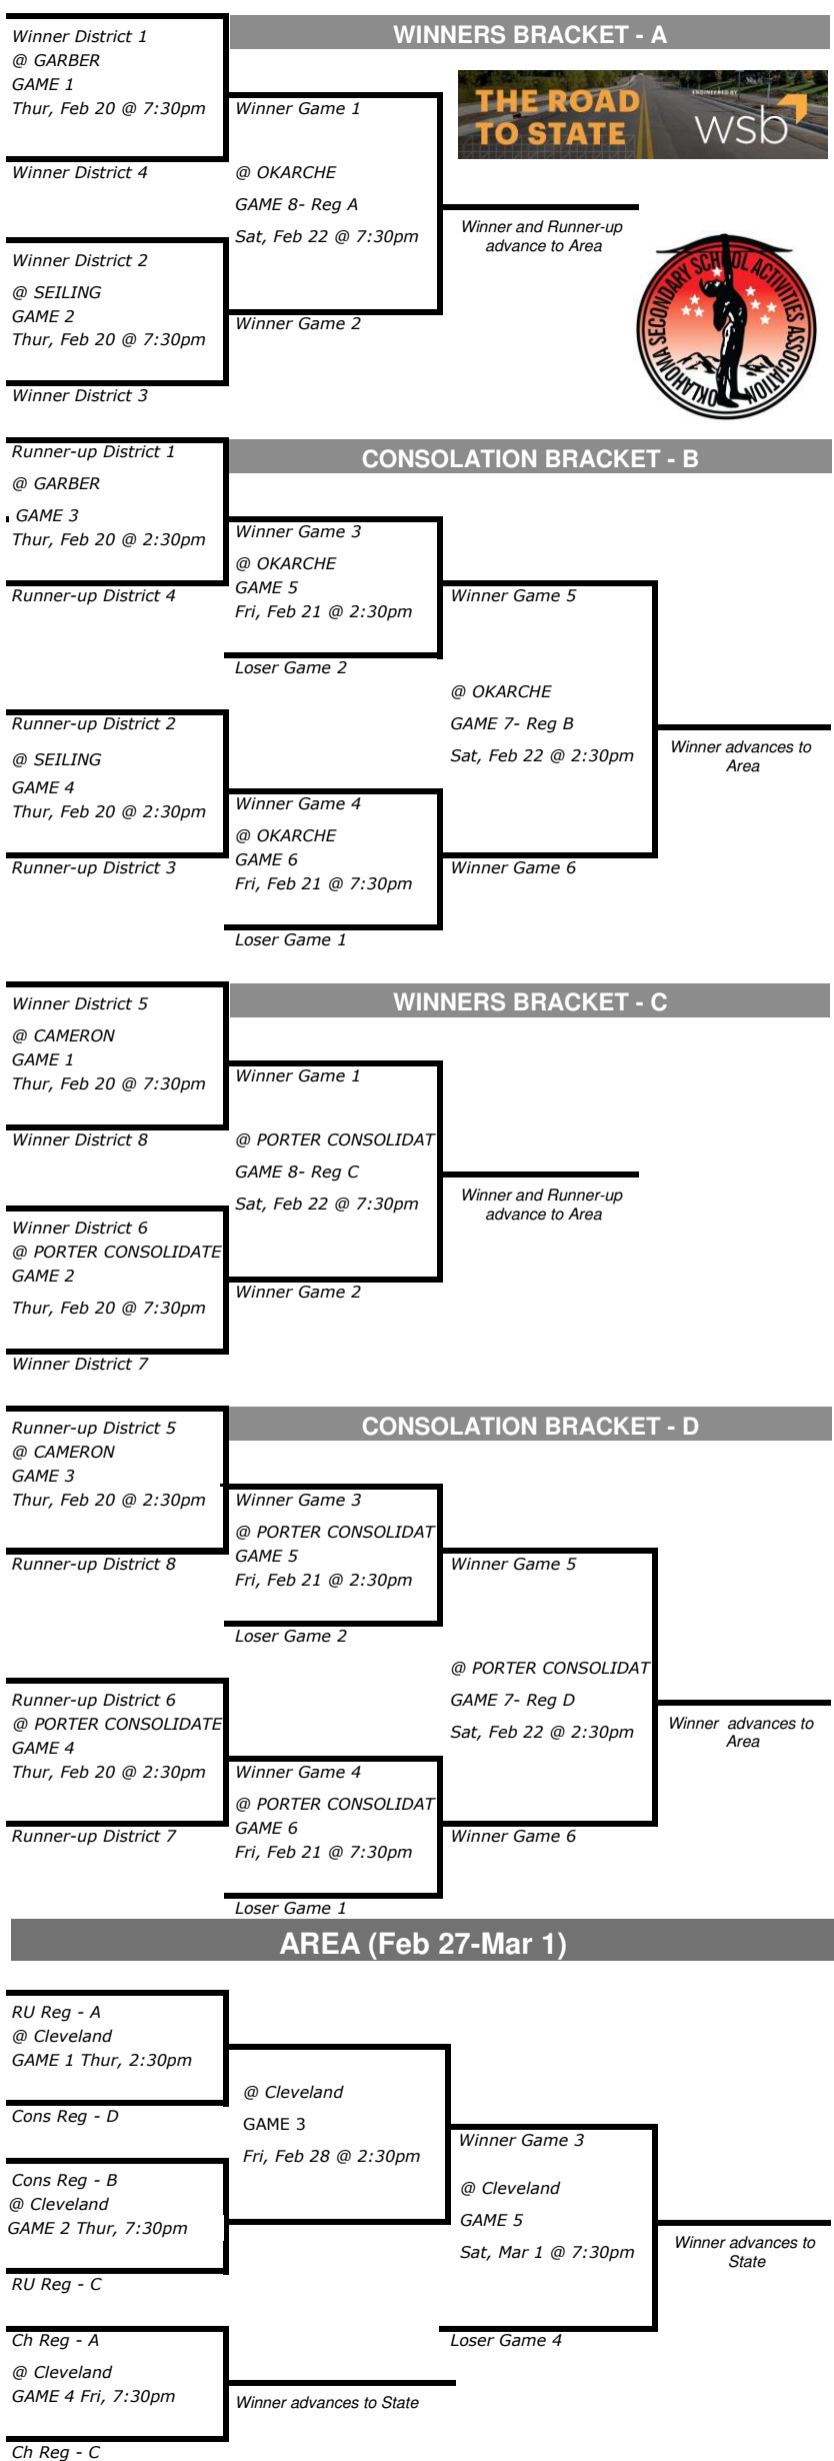 WINNERS BRACKET - A
Winner District 1
@ GARBER
GAME 1
Thur, Feb 20 @ 7:30pm
Winner District 4
Winner Game 1
@ OKARCHE
GAME 8- Reg A
Sat, Feb 22 @ 7:30pm
Winner Game 2
THE ROAD
TO STATE
ENGINEERED BY
wsb
Winner and Runner-up
advance to Area
OKLAHOMA SECONDARY SCHOOL ACTIVITIES ASSOCIATION
Winner District 2
@ SEILING
GAME 2
Thur, Feb 20 @ 7:30pm
Winner District 3
CONSOLATION BRACKET - B
Runner-up District 1
@ GARBER
GAME 3
Thur, Feb 20 @ 2:30pm
Runner-up District 4
Winner Game 3
@ OKARCHE
GAME 5
Fri, Feb 21 @ 2:30pm
Loser Game 2
Winner Game 5
@ OKARCHE
GAME 7- Reg B
Sat, Feb 22 @ 2:30pm
Winner Game 6
Winner advances to
Area
Runner-up District 2
@ SEILING
GAME 4
Thur, Feb 20 @ 2:30pm
Runner-up District 3
Winner Game 4
@ OKARCHE
GAME 6
Fri, Feb 21 @ 7:30pm
Loser Game 1
WINNERS BRACKET - C
Winner District 5
@ CAMERON
GAME 1
Thur, Feb 20 @ 7:30pm
Winner District 8
Winner Game 1
@ PORTER CONSOLIDAT
GAME 8- Reg C
Sat, Feb 22 @ 7:30pm
Winner Game 2
Winner and Runner-up
advance to Area
Winner District 6
@ PORTER CONSOLIDATE
GAME 2
Thur, Feb 20 @ 7:30pm
Winner District 7
CONSOLATION BRACKET - D
Runner-up District 5
@ CAMERON
GAME 3
Thur, Feb 20 @ 2:30pm
Runner-up District 8
Winner Game 3
@ PORTER CONSOLIDAT
GAME 5
Fri, Feb 21 @ 2:30pm
Loser Game 2
Winner Game 5
@ PORTER CONSOLIDAT
GAME 7- Reg D
Sat, Feb 22 @ 2:30pm
Winner Game 6
Winner advances to
Area
Runner-up District 6
@ PORTER CONSOLIDATE
GAME 4
Thur, Feb 20 @ 2:30pm
Runner-up District 7
Winner Game 4
@ PORTER CONSOLIDAT
GAME 6
Fri, Feb 21 @ 7:30pm
Loser Game 1
AREA (Feb 27-Mar 1)
RU Reg - A
@ Cleveland
GAME 1 Thur, 2:30pm
Cons Reg - D
@ Cleveland
GAME 3
Fri, Feb 28 @ 2:30pm
Cons Reg - B
@ Cleveland
GAME 2 Thur, 7:30pm
RU Reg - C
Winner Game 3
@ Cleveland
GAME 5
Sat, Mar 1 @ 7:30pm
Loser Game 4
Winner advances to
State
Ch Reg - A
@ Cleveland
GAME 4 Fri, 7:30pm
Ch Reg - C
Winner advances to State